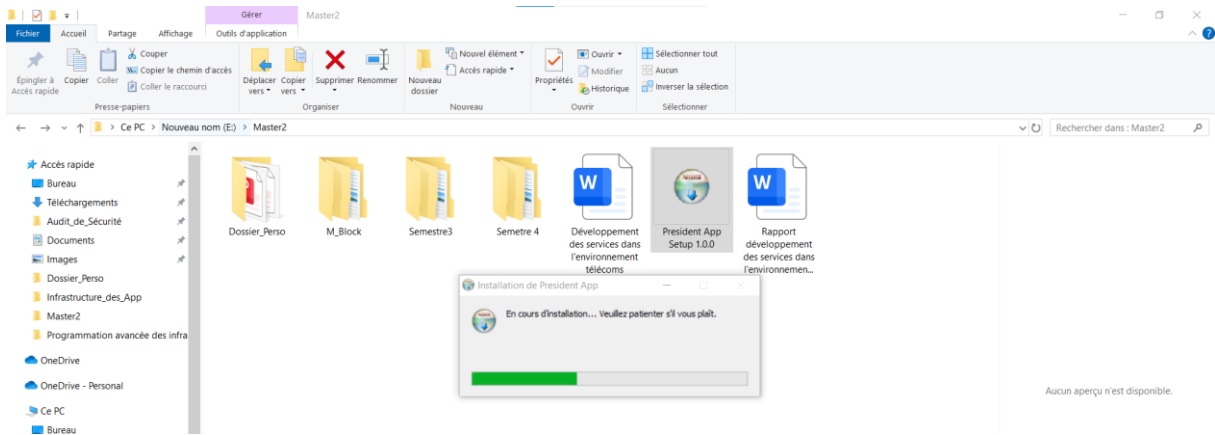 Gérer
Master2
Fichier
Accueil
Partage
Affichage
Outils d'application
Épingler à
Accès rapide
Copier
Coller
Couper
Copier le chemin d'accès
Coller le raccourci
Presse-papiers
Déplacer
vers
Copier
vers
Supprimer
Renommer
Organiser
Nouveau
dossier
Nouvel élément
Accès rapide
Nouveau
Propriétés
Ouvrir
Modifier
Historique
Ouvrir
Sélectionner tout
Aucun
Inverser la sélection
Sélectionner
> Ce PC > Nouveau nom (E:) > Master2
Rechercher dans : Master2
Accès rapide
Bureau
Téléchargements
Audit_de_Sécurité
Documents
Images
Dossier_Perso
Infrastructure_des_App
Master2
Programmation avancée des infra
OneDrive
OneDrive - Personal
Ce PC
Bureau
Dossier_Perso
M_Block
Semestre3
Semetre 4
Développement
des services dans
l'environnement
télécoms
President App
Setup 1.0.0
Rapport
développement
des services dans
l'environnemen...
Installation de President App
En cours d'installation... Veuillez patienter s'il vous plaît.
Aucun aperçu n'est disponible.